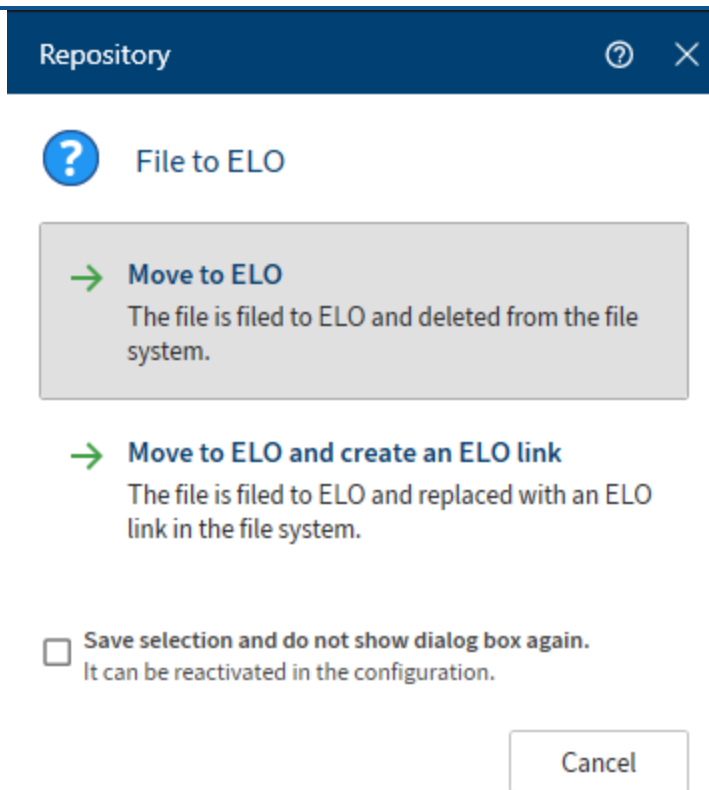 Repository
File to ELO
Move to ELO
The file is filed to ELO and deleted from the file
system.
Move to ELO and create an ELO link
The file is filed to ELO and replaced with an ELO
link in the file system.
Save selection and do not show dialog box again.
It can be reactivated in the configuration.
Cancel